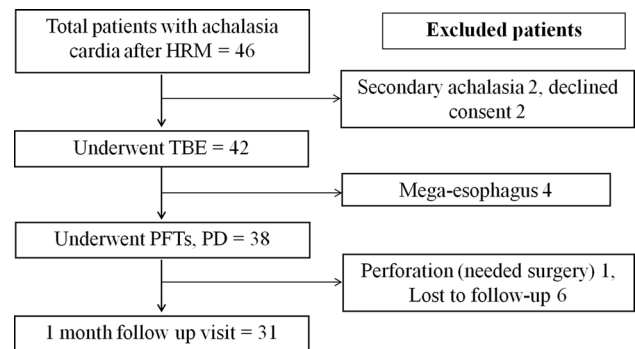 Total patients with achalasia
cardia after HRM = 46
Excluded patients
Secondary achalasia 2, declined
consent 2
Underwent TBE = 42
Mega-esophagus 4
Underwent PFTs, PD = 38
Perforation (needed surgery) 1,
Lost to follow-up 6
1 month follow up visit = 31